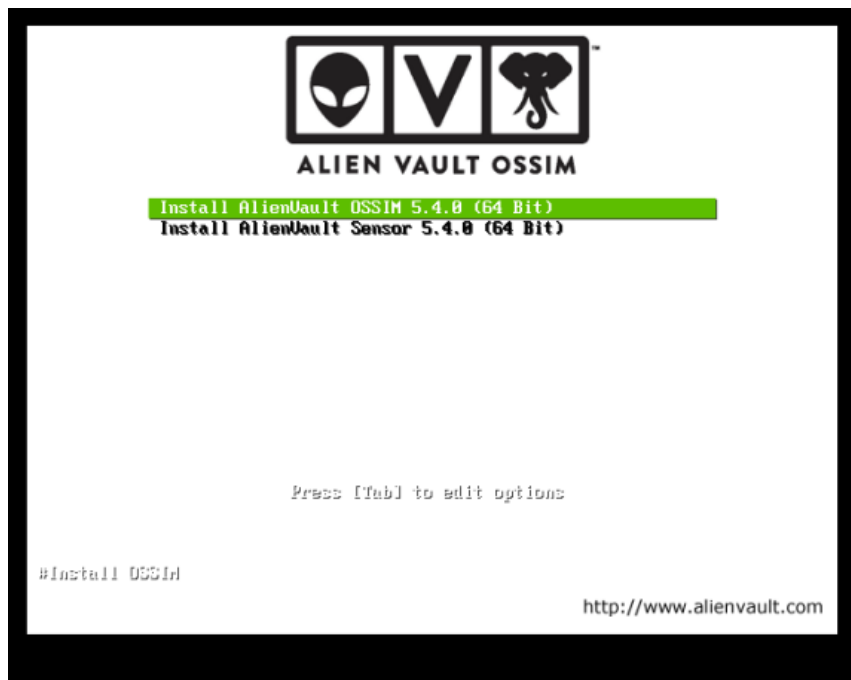 V™
ALIEN VAULT OSSIM
Install AlienVault OSSIM 5.4.0 (64 Bit)
Install AlienVault Sensor 5.4.0 (64 Bit)
Press [Tab] to edit options
#Install OSSIM
http://www.alienvault.com